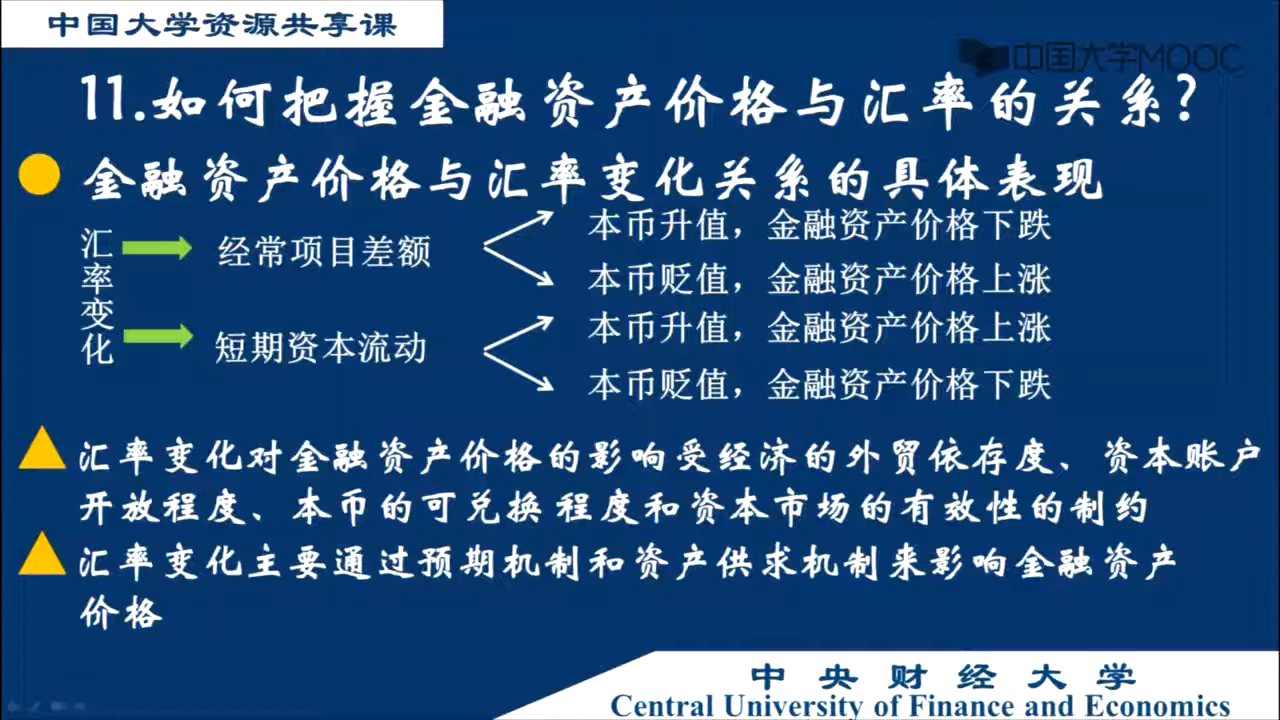 中国大学资源共享课
中国大学MOOC
11.如何把握金融资产价格与汇率的关系?
金融资产价格与汇率变化关系的具体表现
汇率变化
经常项目差额
本币升值，金融资产价格下跌
本币贬值，金融资产价格上涨
短期资本流动
本币升值，金融资产价格上涨
本币贬值，金融资产价格下跌
汇率变化对金融资产价格的影响受经济的外贸依存度、资本账户
开放程度、本币的可兑换程度和资本市场的有效性的制约
汇率变化主要通过预期机制和资产供求机制来影响金融资产
价格
中央财经大学
Central University of Finance and Economics